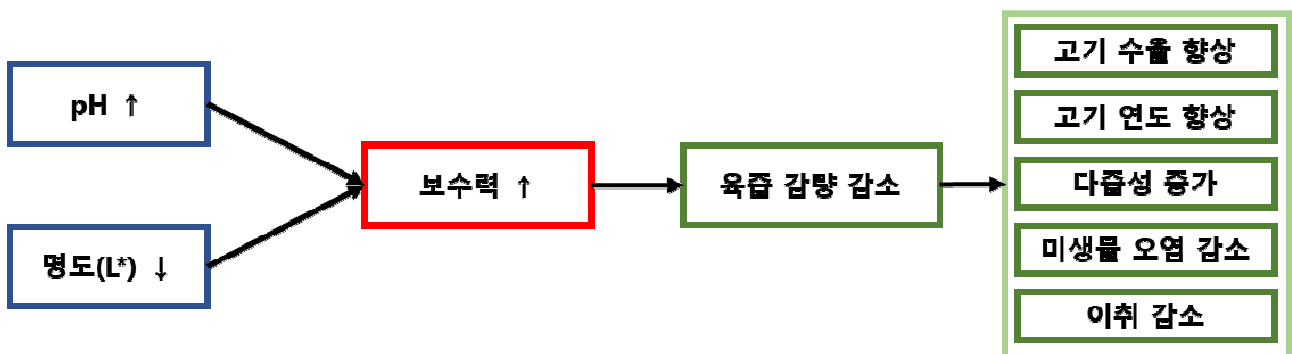 pH ↑
명도(L*) ↓
보수력 ↑
육즙 감량 감소
고기 수율 향상
고기 연도 향상
다즙성 증가
미생물 오염 감소
이취 감소